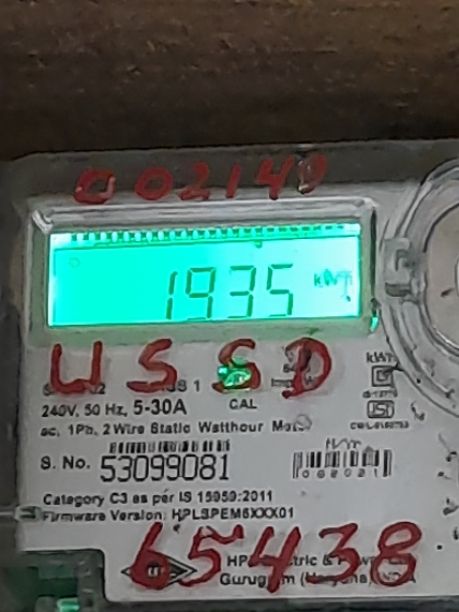 002149
1935 kWh
USSD
240V, 50 Hz, 5-30A
CAL
ac, 1Ph, 2 Wire Static Watthour
S. No. 53099081
Category C3 as per IS 15959:2011
Firmware Version: HPLSPEM6XXX01
65438
Gurugram